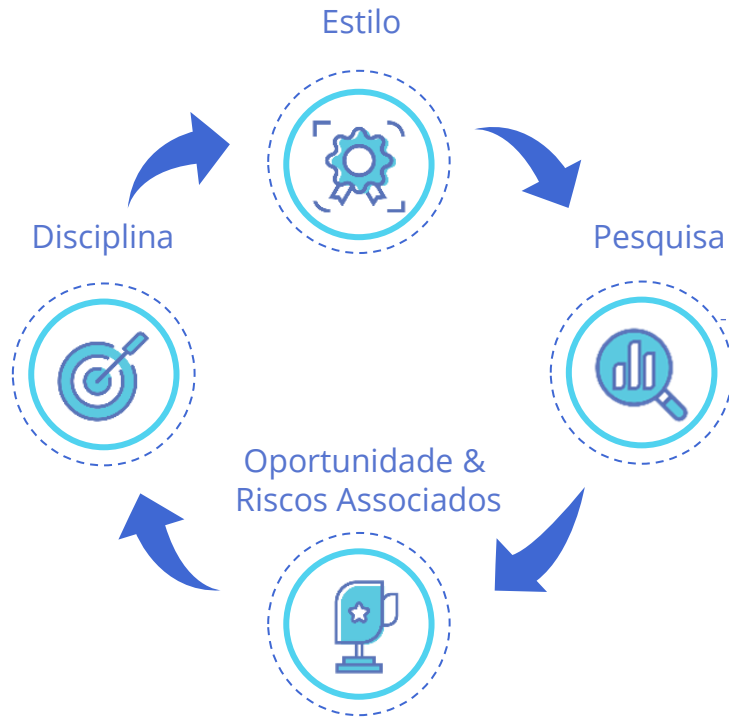 Estilo
Disciplina
Pesquisa
Oportunidade &
Riscos Associados